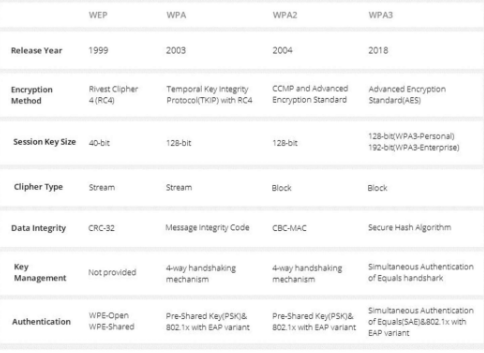 WEP WPA WPA2 WPA3
Release Year 1999 2003 2004 2018
Encryption Method Rivest Clipher 4 (RC4) Temporal Key Integrity Protocol(TKIP) with RC4 CCMP and Advanced Encryption Standard Advanced Encryption Standard(AES)
Session Key Size 40-bit 128-bit 128-bit 128-bit(WPA3-Personal) 192-bit(WPA3-Enterprise)
Clipher Type Stream Stream Block Block
Data Integrity CRC-32 Message Integrity Code CBC-MAC Secure Hash Algorithm
Key Management Not provided 4-way handshaking mechanism 4-way handshaking mechanism Simultaneous Authentication of Equals handshark
Authentication WPE-Open WPE-Shared Pre-Shared Key(PSK)& 802.1x with EAP variant Pre-Shared Key(PSK)& 802.1x with EAP variant Simultaneous Authentication of Equals(SAE)&802.1x with EAP variant